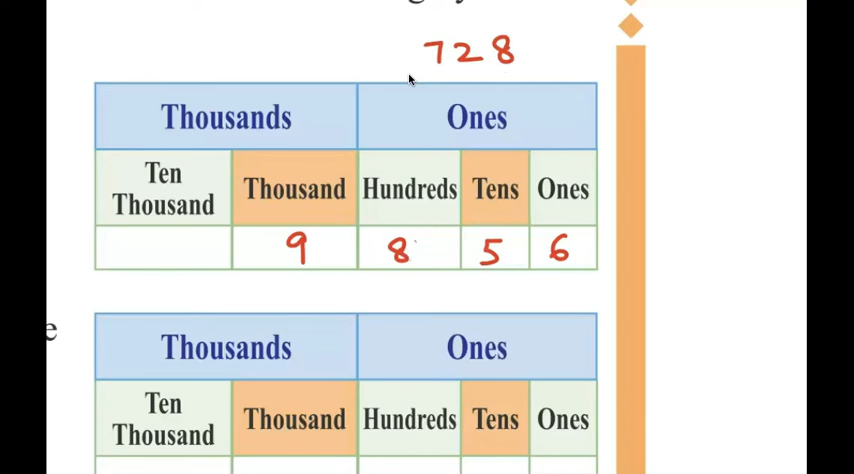 728
Thousands Ones
Ten Thousand Thousand Hundreds Tens Ones
9 8 5 6
e
Thousands Ones
Ten Thousand Thousand Hundreds Tens Ones